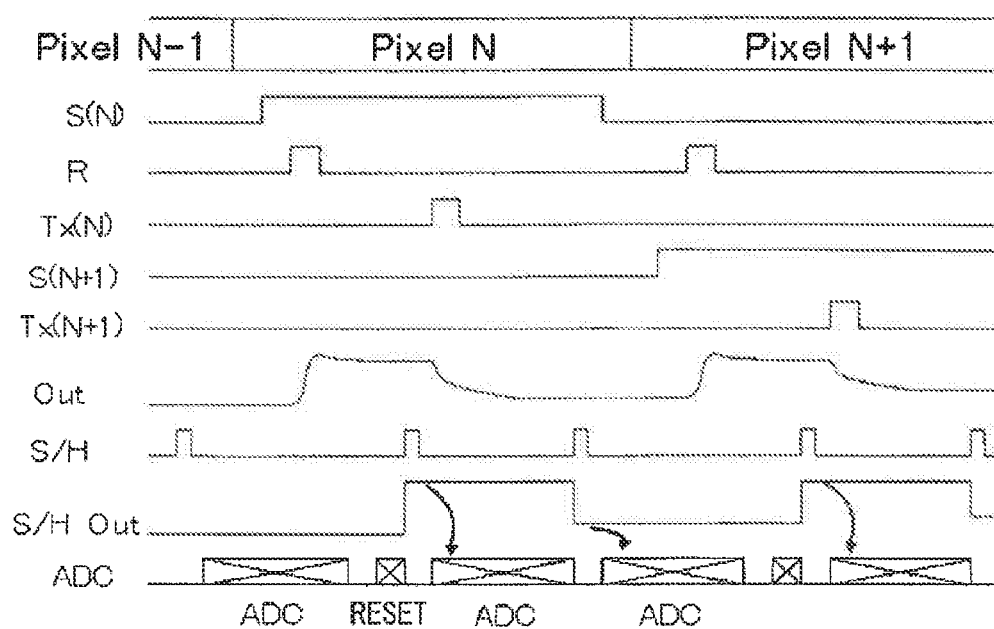 Pixel N-1 Pixel N Pixel N+1
S(N)
R
Tx(N)
S(N+1)
Tx(N+1)
Out
S/H
S/H Out
ADC
ADC RESET ADC ADC